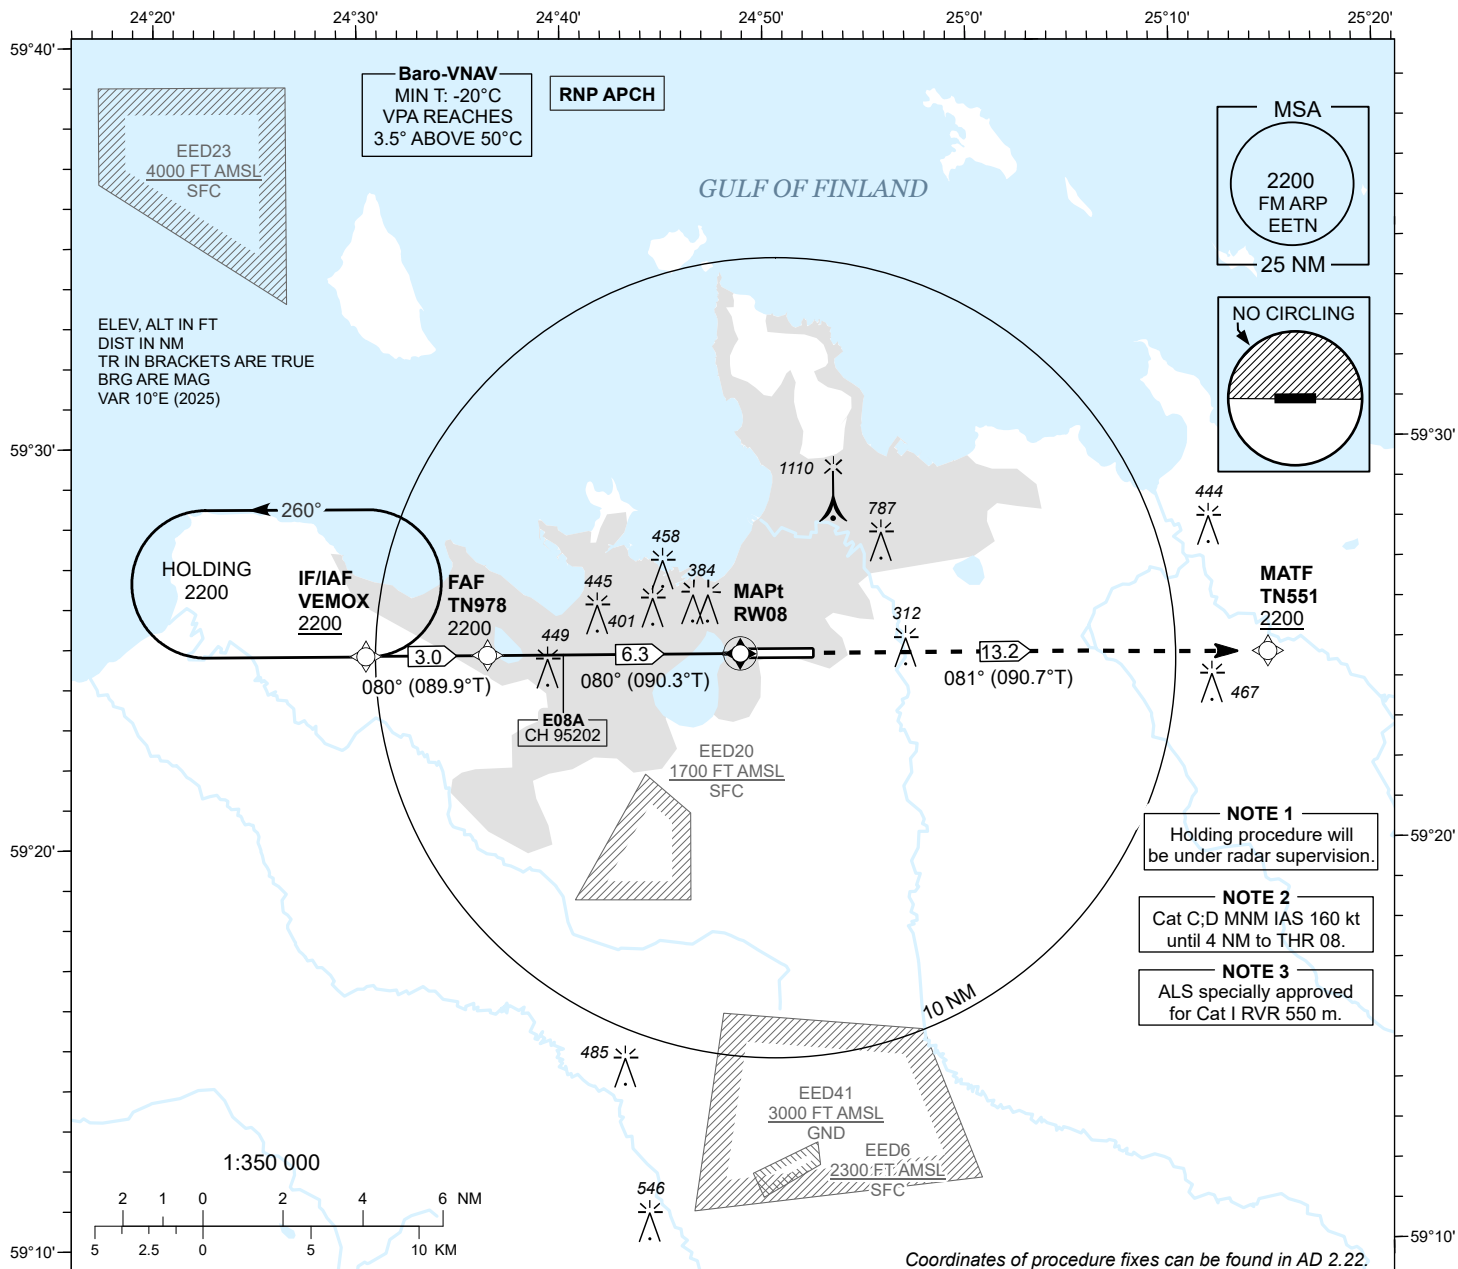 24°20'
24°30'
24°40'
24°50'
25°0'
25°10'
25°20'
59°40'
Baro-VNAV
MIN T: -20°C
VPA REACHES
3.5° ABOVE 50°C
RNP APCH
MSA
2200
FM ARP
EETN
25 NM
EED23
4000 FT AMSL
SFC
GULF OF FINLAND
NO CIRCLING
ELEV, ALT IN FT
DIST IN NM
TR IN BRACKETS ARE TRUE
BRG ARE MAG
VAR 10°E (2025)
59°30'
59°30'
1110
787
444
260°
458
HOLDING
2200
IF/IAF
VEMOX
2200
FAF
TN978
2200
445
401
384
449
MAPt
RW08
312
MATF
TN551
2200
467
3.0
6.3
13.2
080° (089.9°T)
080° (090.3°T)
081° (090.7°T)
E08A
CH 95202
EED20
1700 FT AMSL
SFC
59°20'
59°20'
NOTE 1
Holding procedure will
be under radar supervision.
NOTE 2
Cat C;D MNM IAS 160 kt
until 4 NM to THR 08.
NOTE 3
ALS specially approved
for Cat I RVR 550 m.
10 NM
485
EED41
3000 FT AMSL
GND
EED6
2300 FT AMSL
SFC
546
1:350 000
2 1 0 2 4 6 NM
5 2.5 0 5 10 KM
59°10'
59°10'
Coordinates of procedure fixes can be found in AD 2.22.